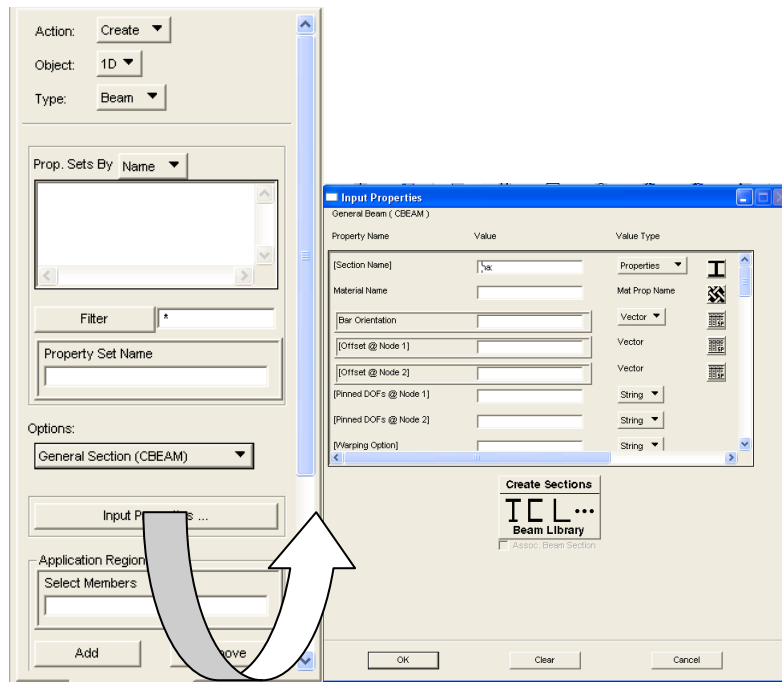 Action: Create
Object: 1D
Type: Beam
Prop. Sets By Name
Filter *
Property Set Name
Options:
General Section (CBEAM)
Input P s ...
Application Region
Select Members
Add ove
Input Properties
General Beam ( CBEAM )
Property Name Value Value Type
[Section Name] Properties
Material Name Mat Prop Name
Bar Orientation Vector
[Offset @ Node 1] Vector
[Offset @ Node 2] Vector
[Pinned DOFs @ Node 1] String
[Pinned DOFs @ Node 2] String
[Warping Option] String
Create Sections
Beam Library
Assoc. Beam Section
OK Clear Cancel